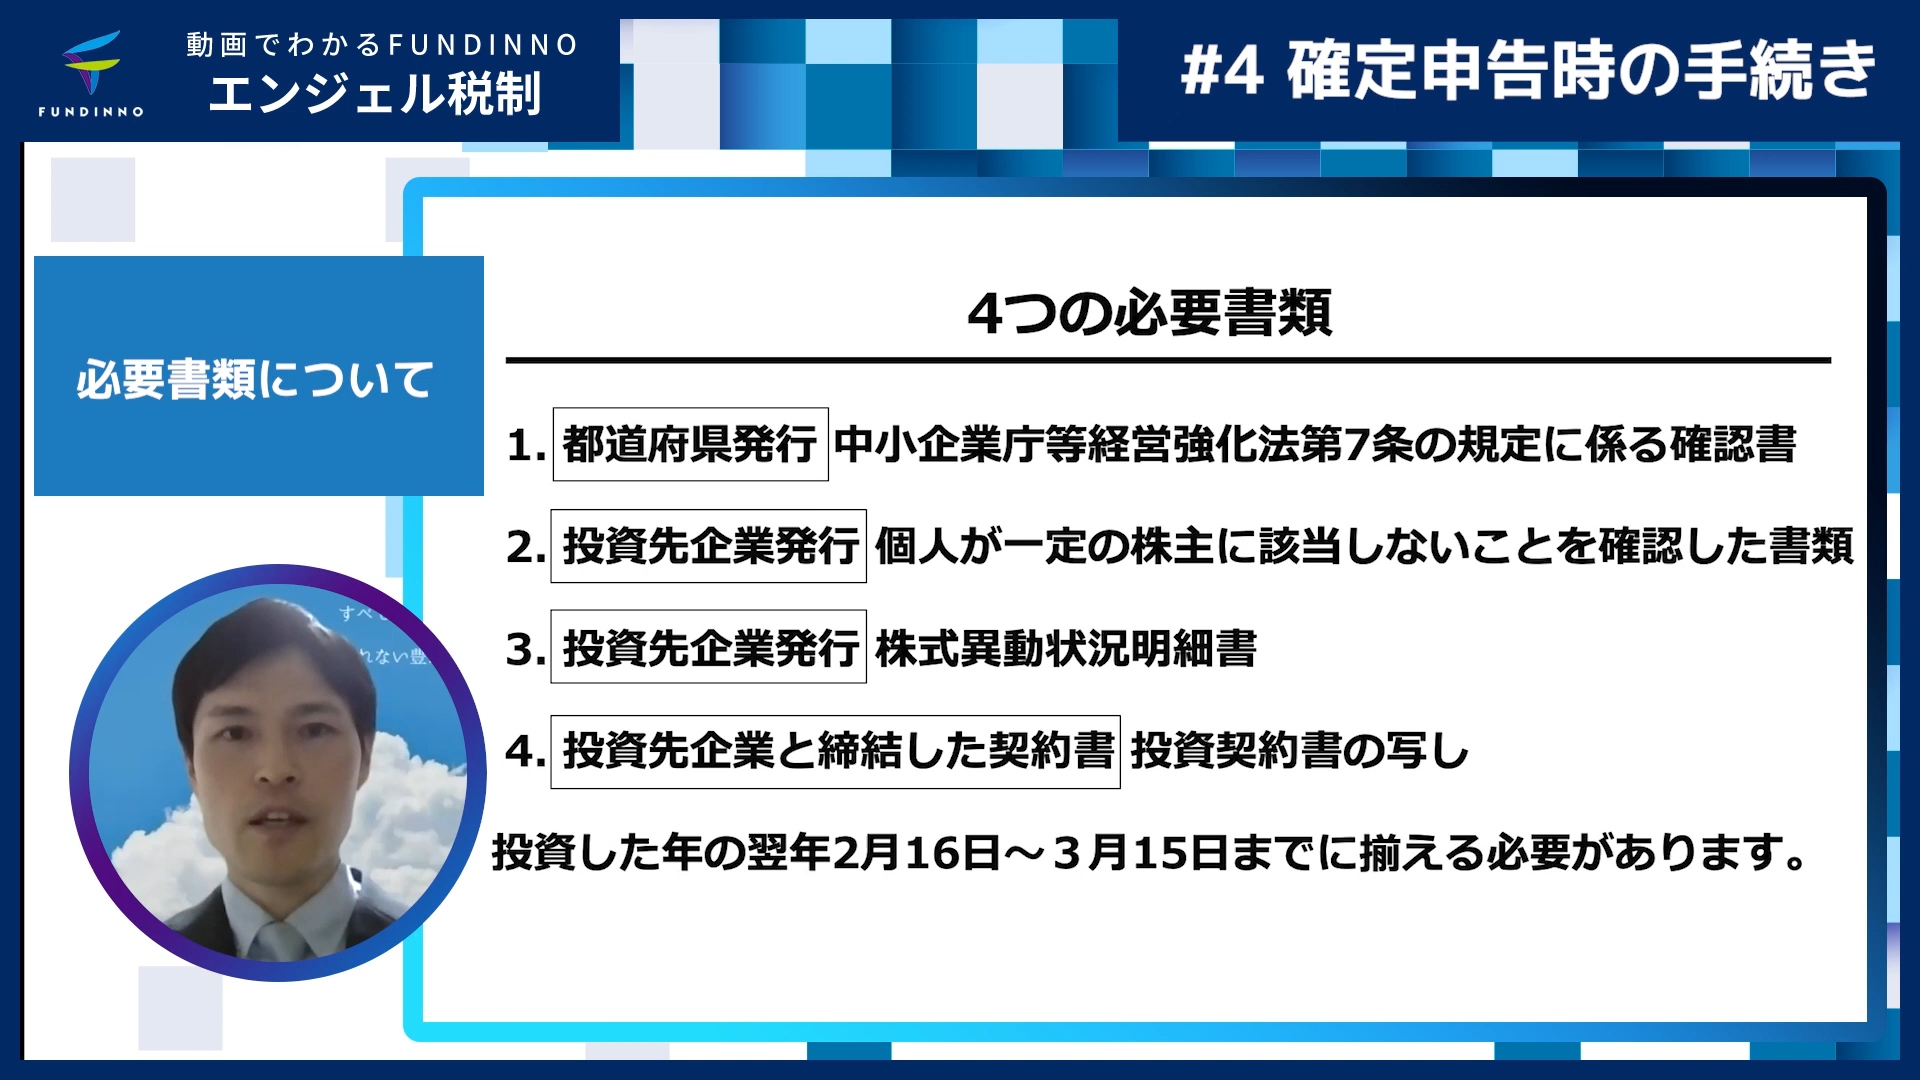 動画でわかるFUNDINNO
エンジェル税制
FUNDINNO
#4 確定申告時の手続き
必要書類について
4つの必要書類
1. 都道府県発行 中小企業庁等経営強化法第7条の規定に係る確認書
2. 投資先企業発行 個人が一定の株主に該当しないことを確認した書類
3. 投資先企業発行 株式異動状況明細書
4. 投資先企業と締結した契約書 投資契約書の写し
投資した年の翌年2月16日～３月15日までに揃える必要があります。
すべ
れない豊